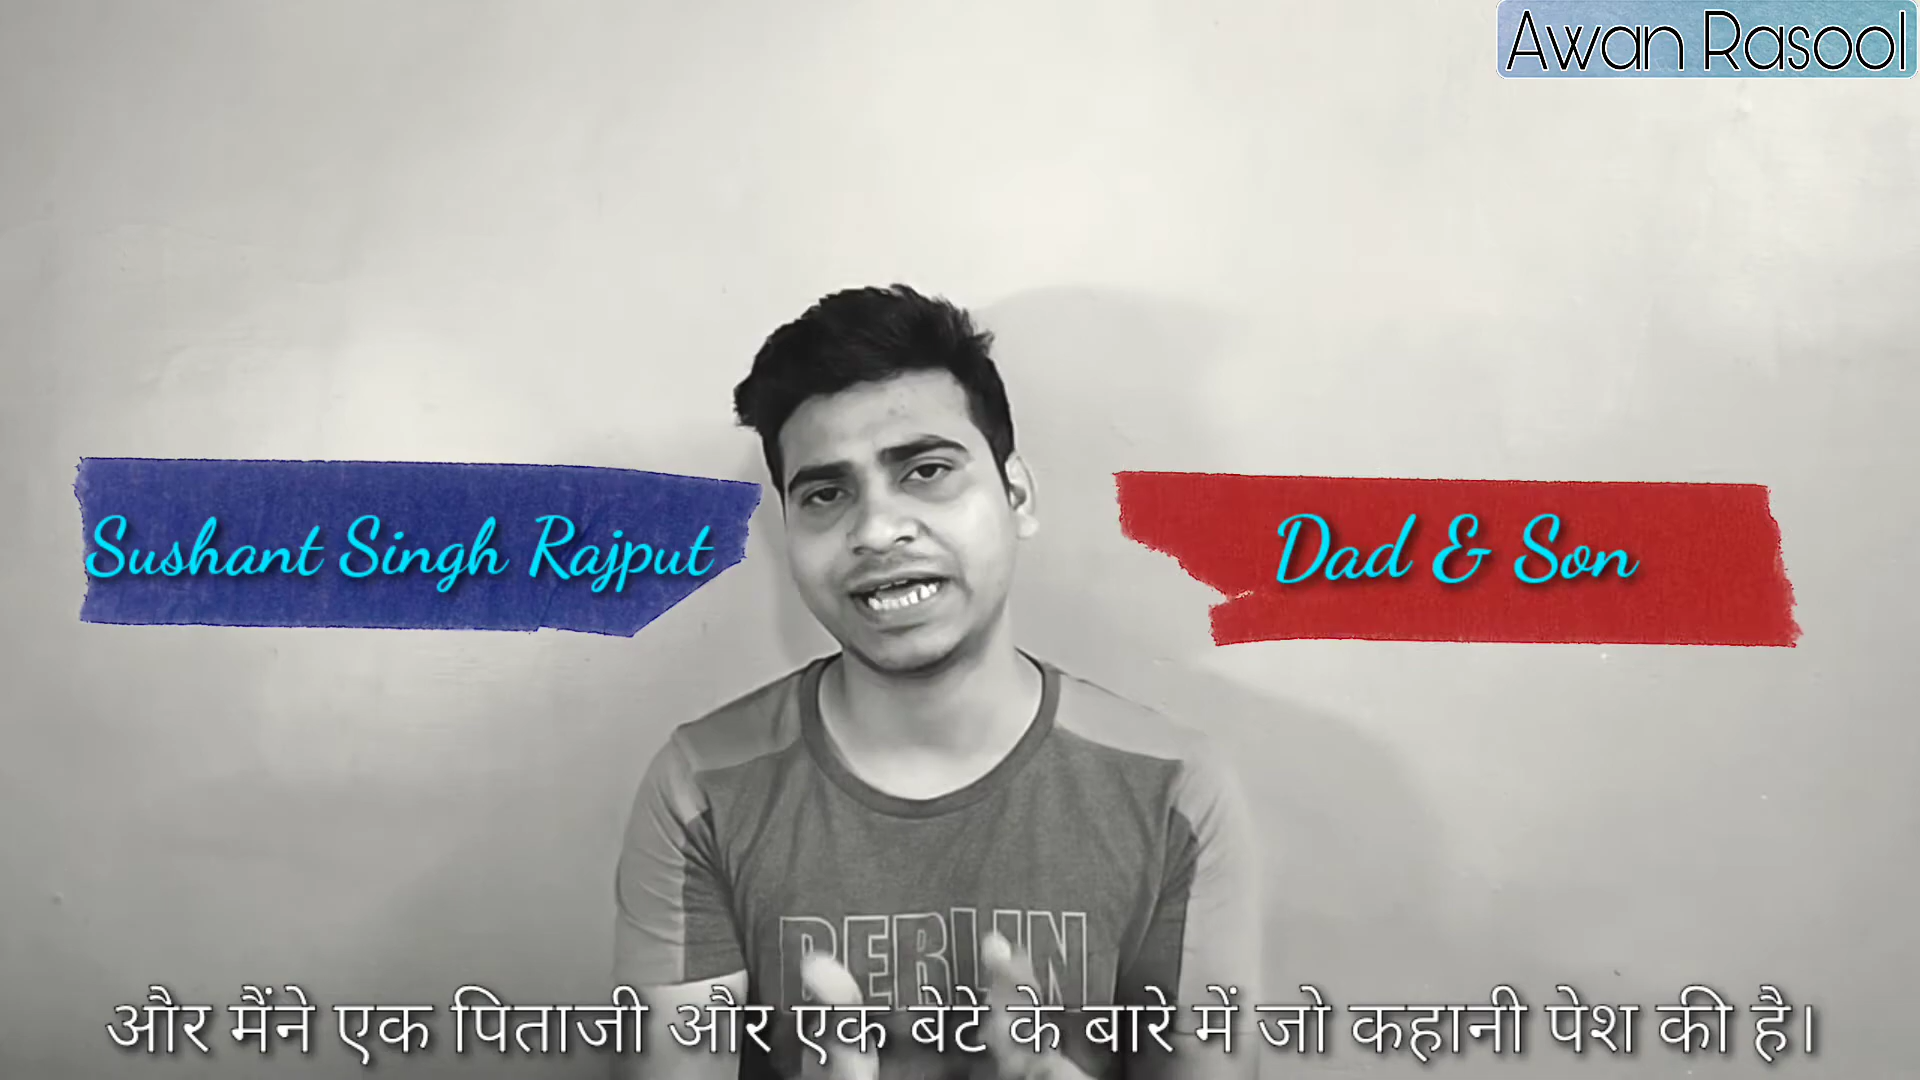 Awan Rasool
Sushant Singh Rajput
Dad & Son
BERLIN
और मैंने एक पिताजी और एक बेटे के बारे में जो कहानी पेश की है।